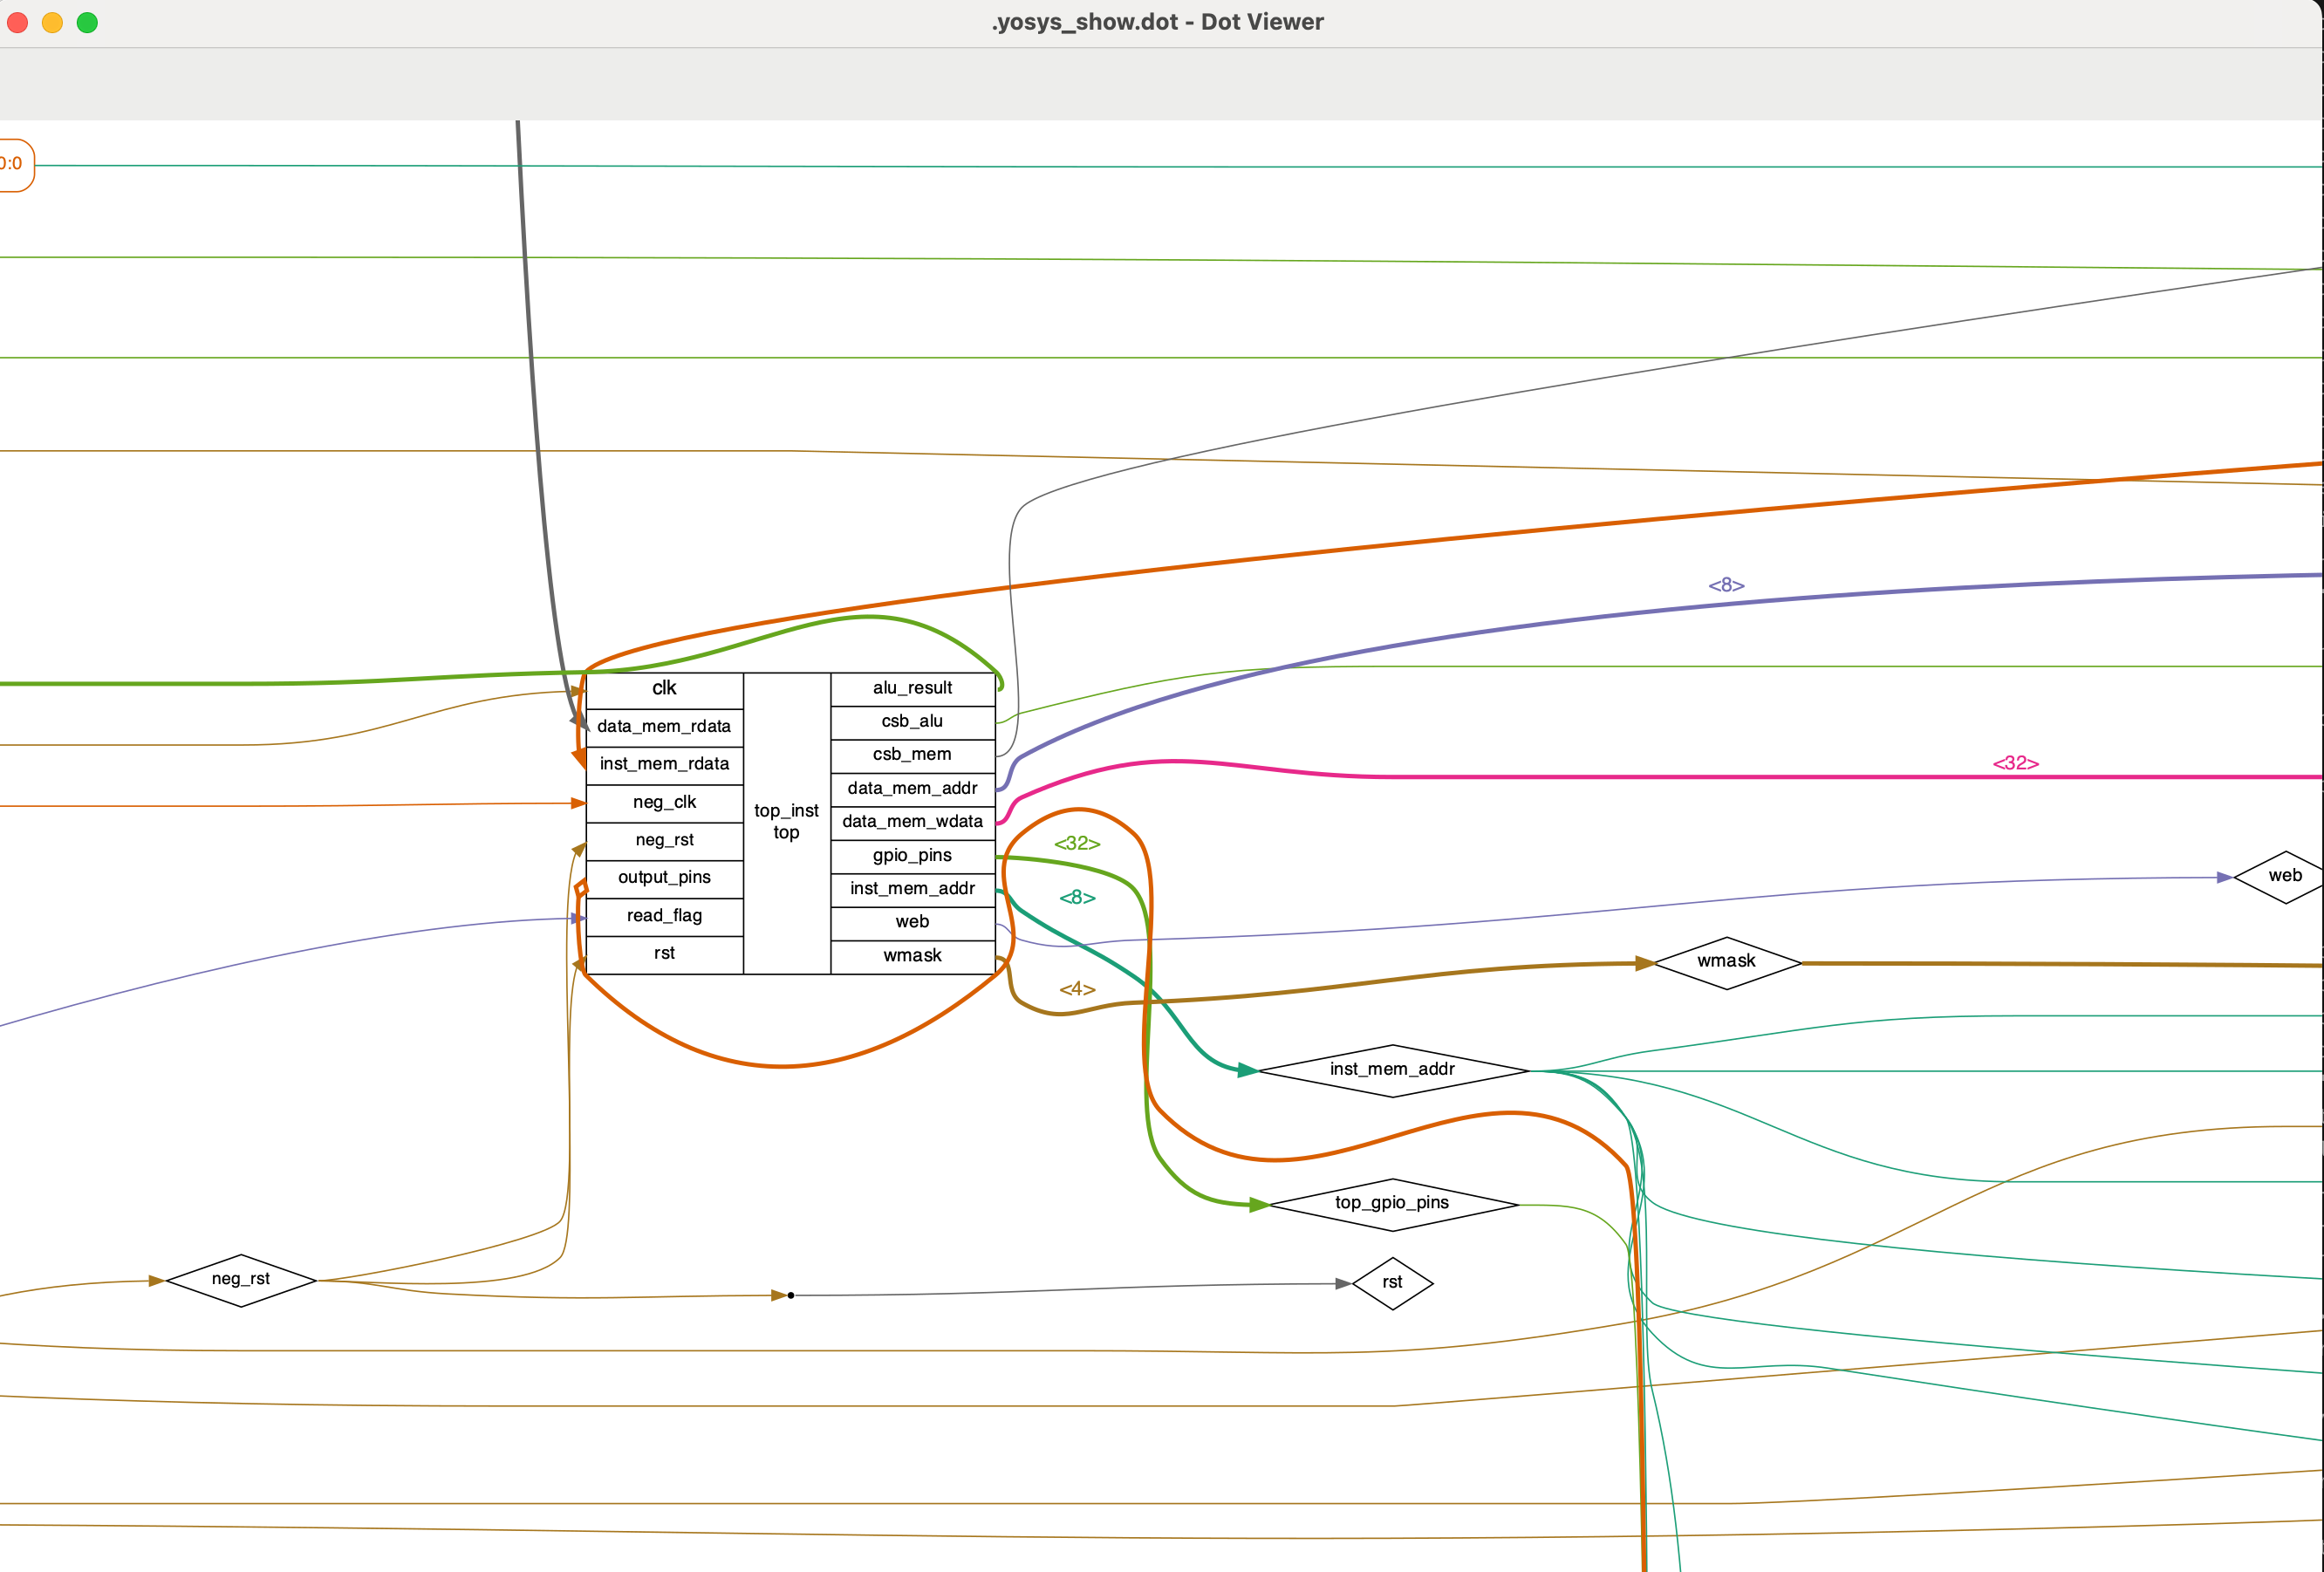 .yosys_show.dot - Dot Viewer
0:0
<8>
clk
data_mem_rdata
inst_mem_rdata
neg_clk
neg_rst
output_pins
read_flag
rst
top_inst
top
alu_result
csb_alu
csb_mem
data_mem_addr
data_mem_wdata
gpio_pins
inst_mem_addr
web
wmask
<32>
<32>
<8>
<4>
web
wmask
inst_mem_addr
top_gpio_pins
neg_rst
rst